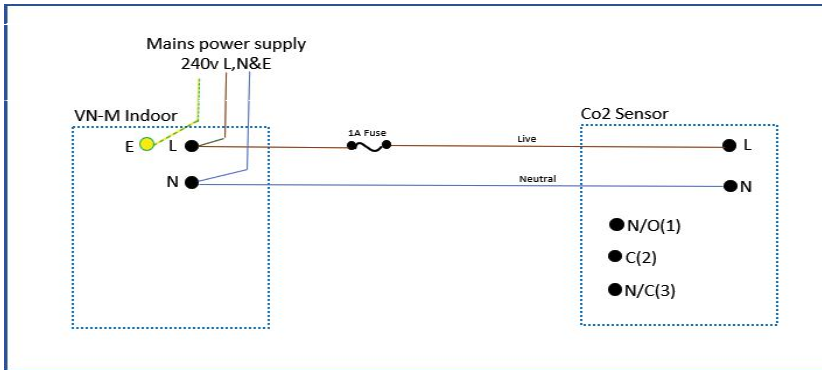 Mains power supply
240v L,N&E
VN-M Indoor
Co2 Sensor
1A Fuse
Live
E
L
L
Neutral
N
N
N/O(1)
C(2)
N/C(3)